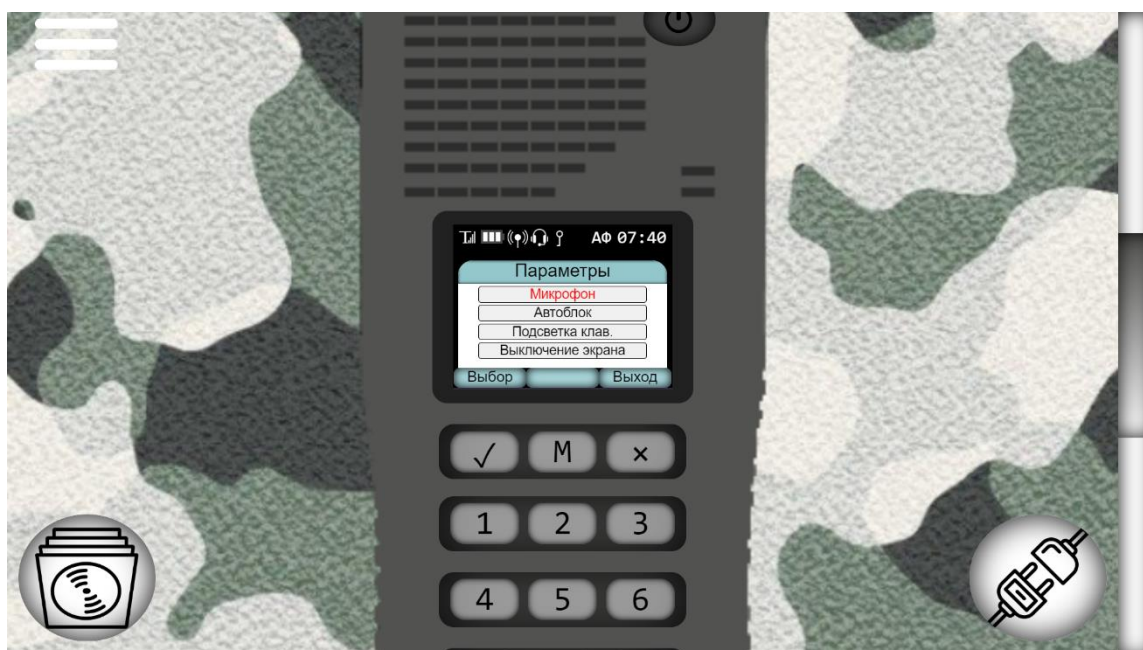 АФ 07:40
Параметры
Микрофон
Автоблок
Подсветка клав.
Выключение экрана
Выбор Выход
✓ М ×
1 2 3
4 5 6